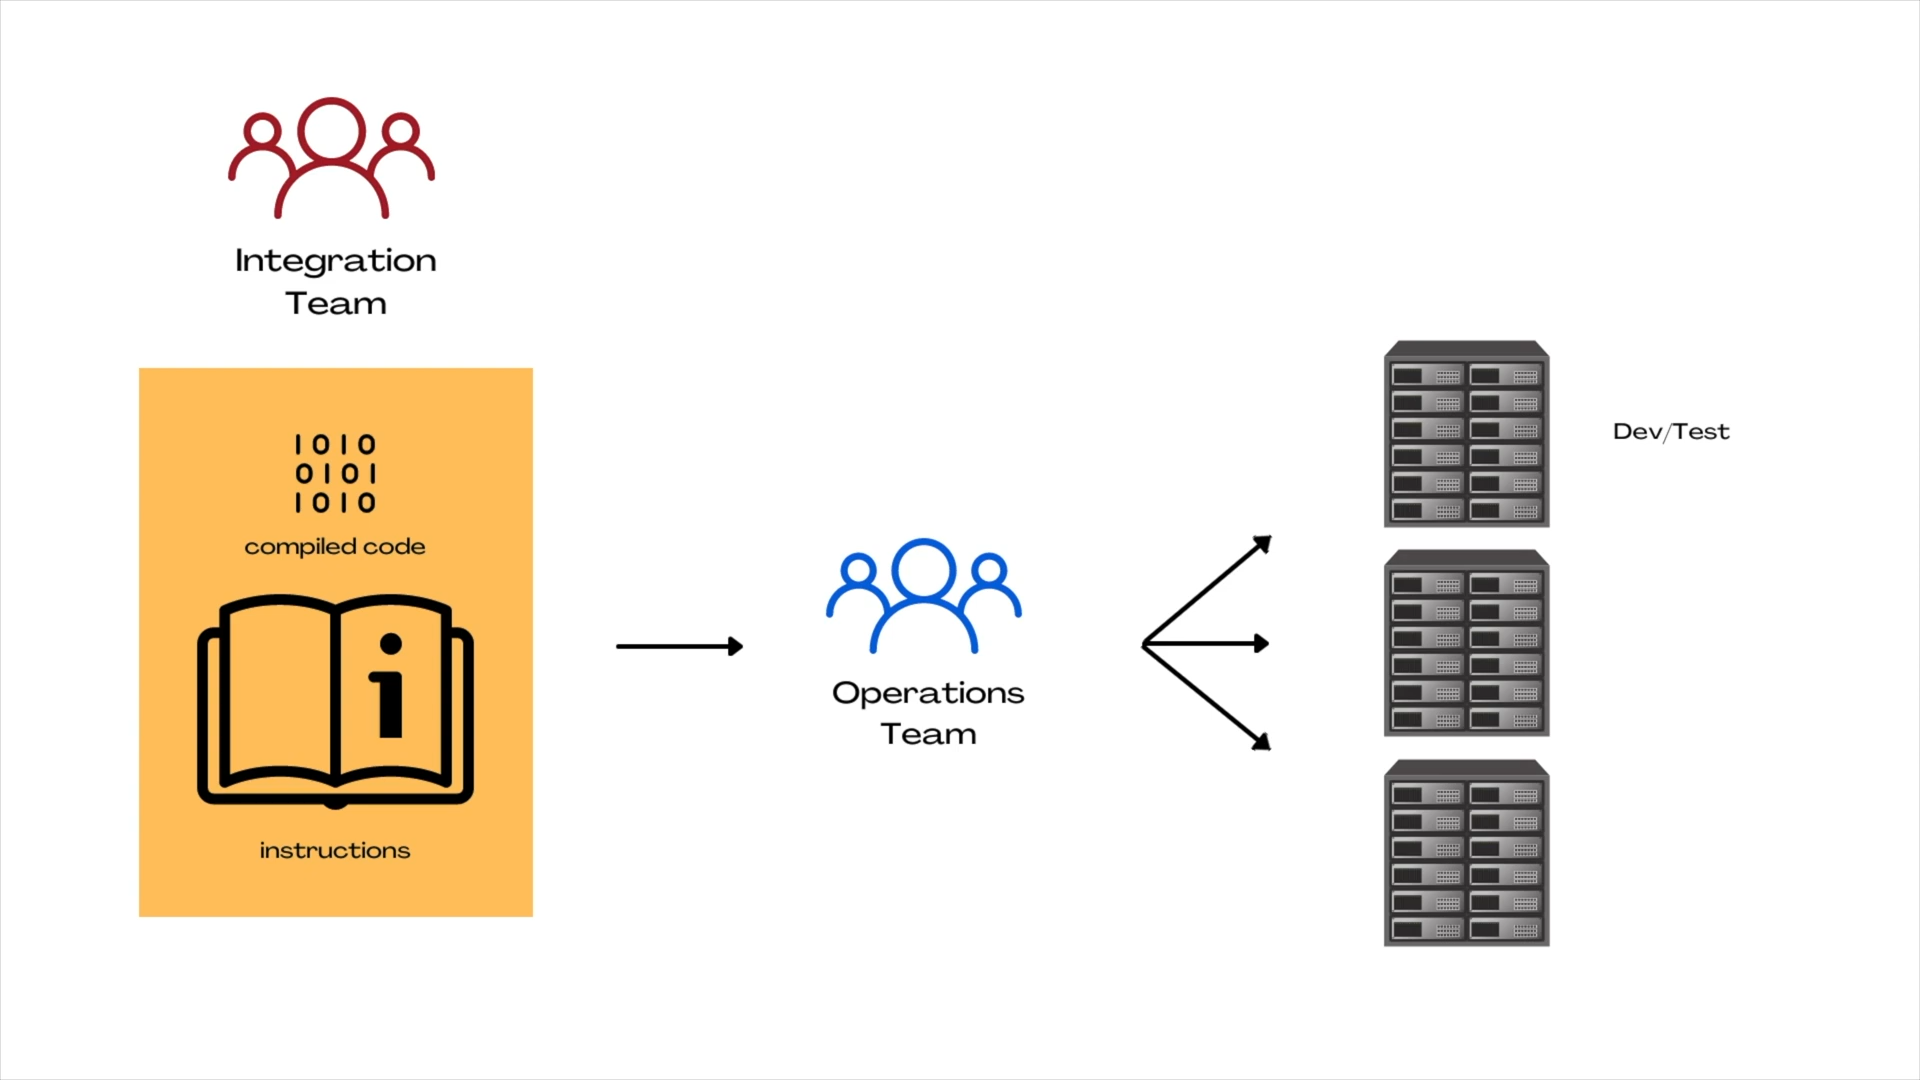 Integration
Team
1010
0101
1010
compiled code
i
instructions
Operations
Team
Dev/Test